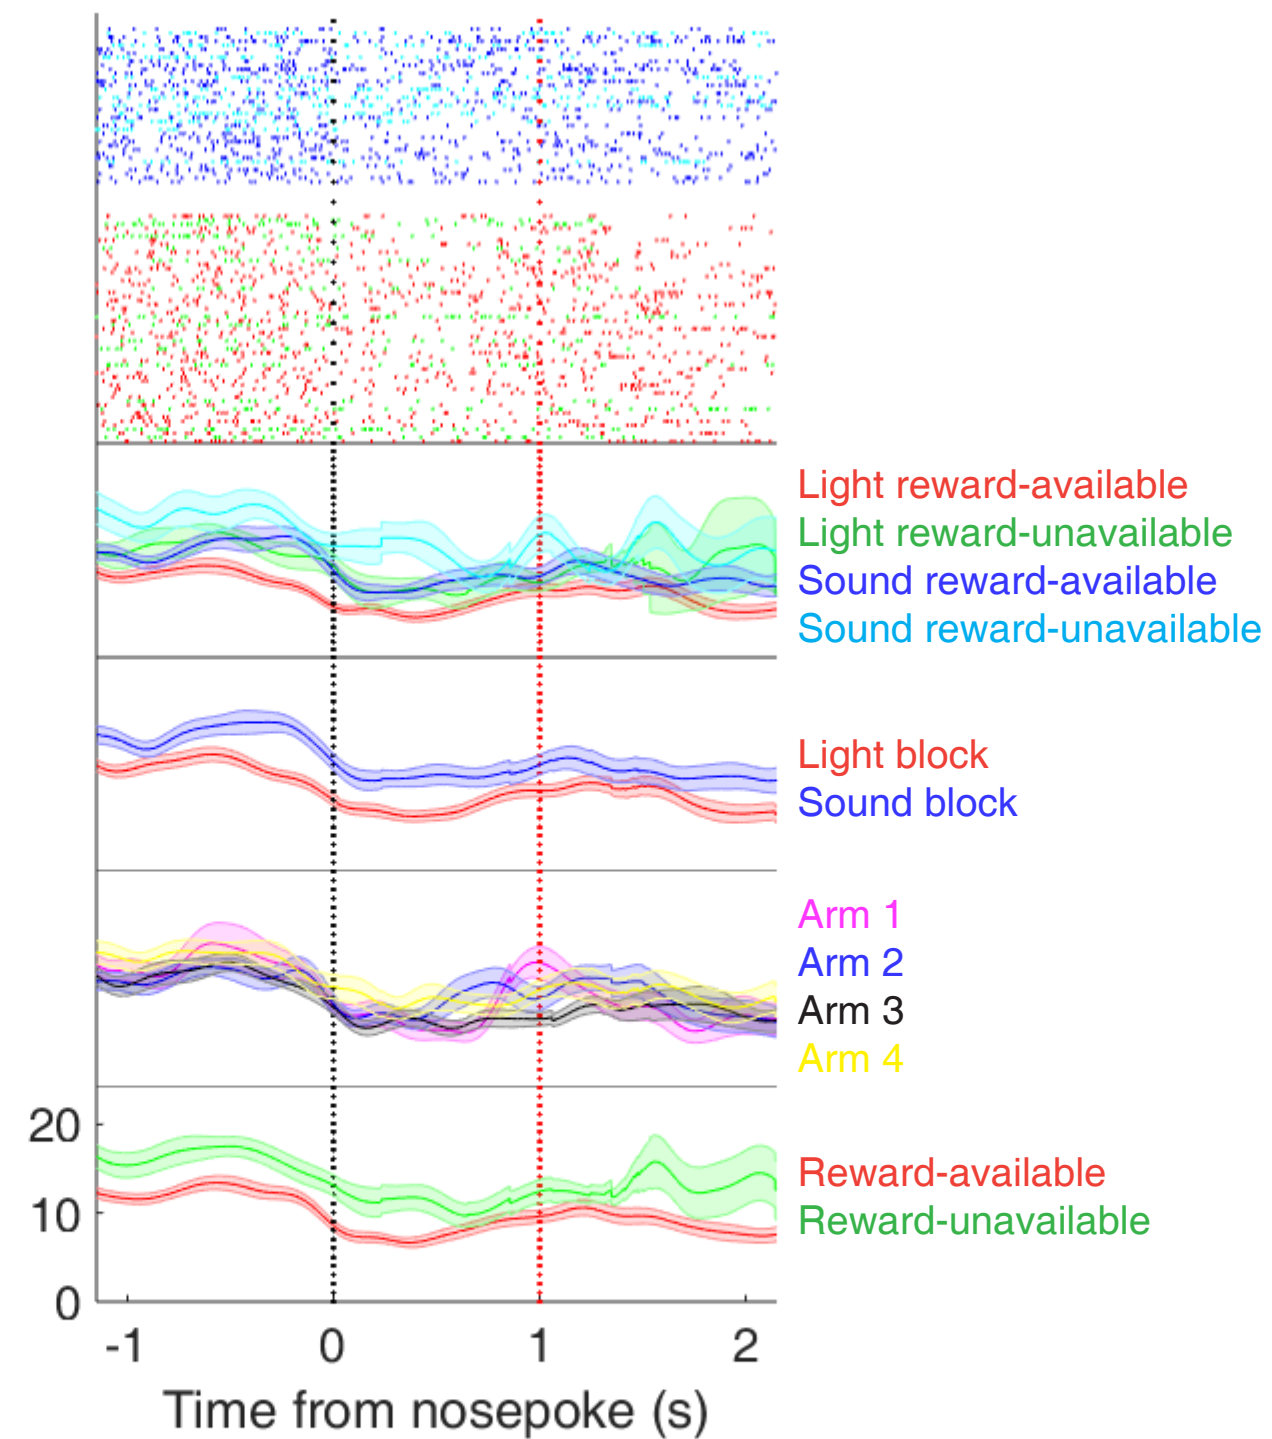 Light reward-available
Light reward-unavailable
Sound reward-available
Sound reward-unavailable
Light block
Sound block
Arm 1
Arm 2
Arm 3
Arm 4
20
10
0
Reward-available
Reward-unavailable
-1 0 1 2
Time from nosepoke (s)